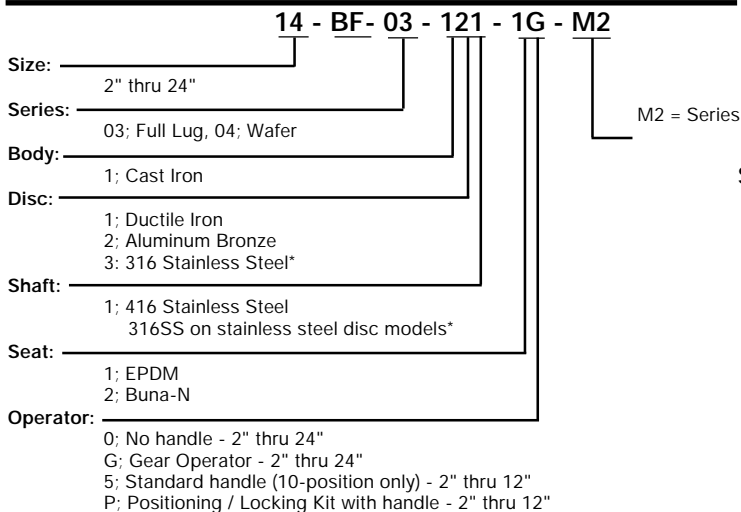 14 - BF- 03 - 121 - 1G - M2
Size:
2" thru 24"
Series:
03; Full Lug, 04; Wafer
M2 = Series
Body:
1; Cast Iron
Disc:
1; Ductile Iron
2; Aluminum Bronze
3: 316 Stainless Steel*
Shaft:
1; 416 Stainless Steel
316SS on stainless steel disc models*
Seat:
1; EPDM
2; Buna-N
Operator:
0; No handle - 2" thru 24"
G; Gear Operator - 2" thru 24"
5; Standard handle (10-position only) - 2" thru 12"
P; Positioning / Locking Kit with handle - 2" thru 12"